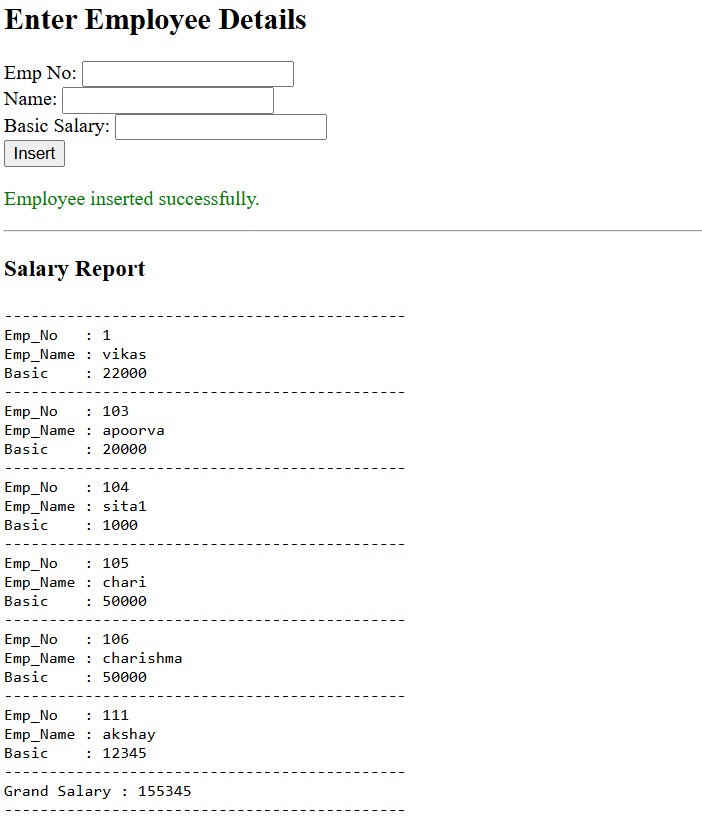 Enter Employee Details
Emp No:
Name:
Basic Salary:
Insert
Employee inserted successfully.
Salary Report
---------------------------------------------
Emp_No   : 1
Emp_Name : vikas
Basic    : 22000
---------------------------------------------
Emp_No   : 103
Emp_Name : apoorva
Basic    : 20000
---------------------------------------------
Emp_No   : 104
Emp_Name : sita1
Basic    : 1000
---------------------------------------------
Emp_No   : 105
Emp_Name : chari
Basic    : 50000
---------------------------------------------
Emp_No   : 106
Emp_Name : charishma
Basic    : 50000
---------------------------------------------
Emp_No   : 111
Emp_Name : akshay
Basic    : 12345
---------------------------------------------
Grand Salary : 155345
---------------------------------------------